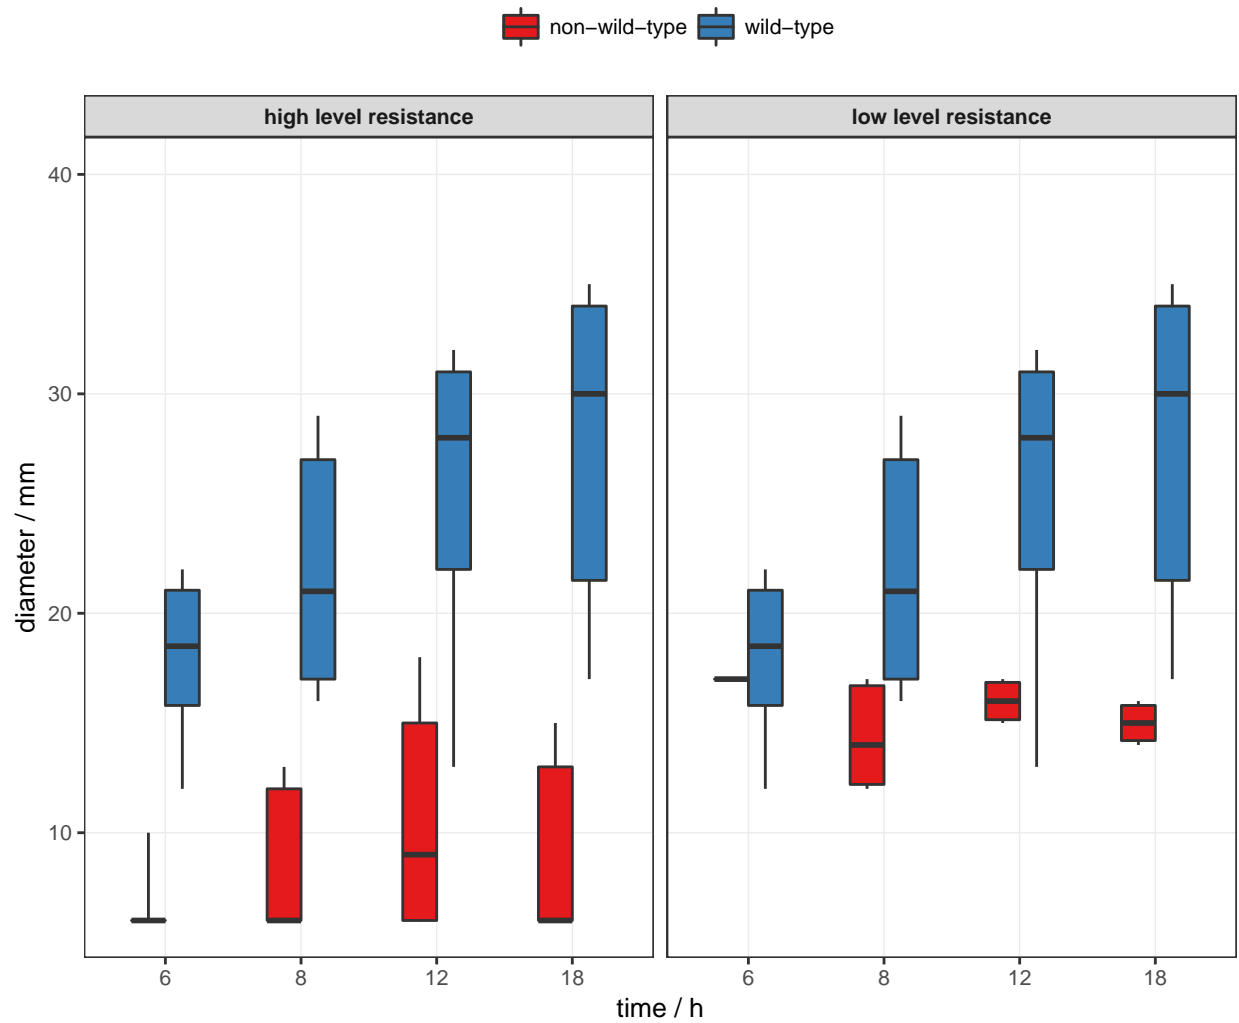 non−wild−type wild−type
high level resistance low level resistance
40
30
20
10
diameter / mm
6 8 12 18 6 8 12 18
time / h